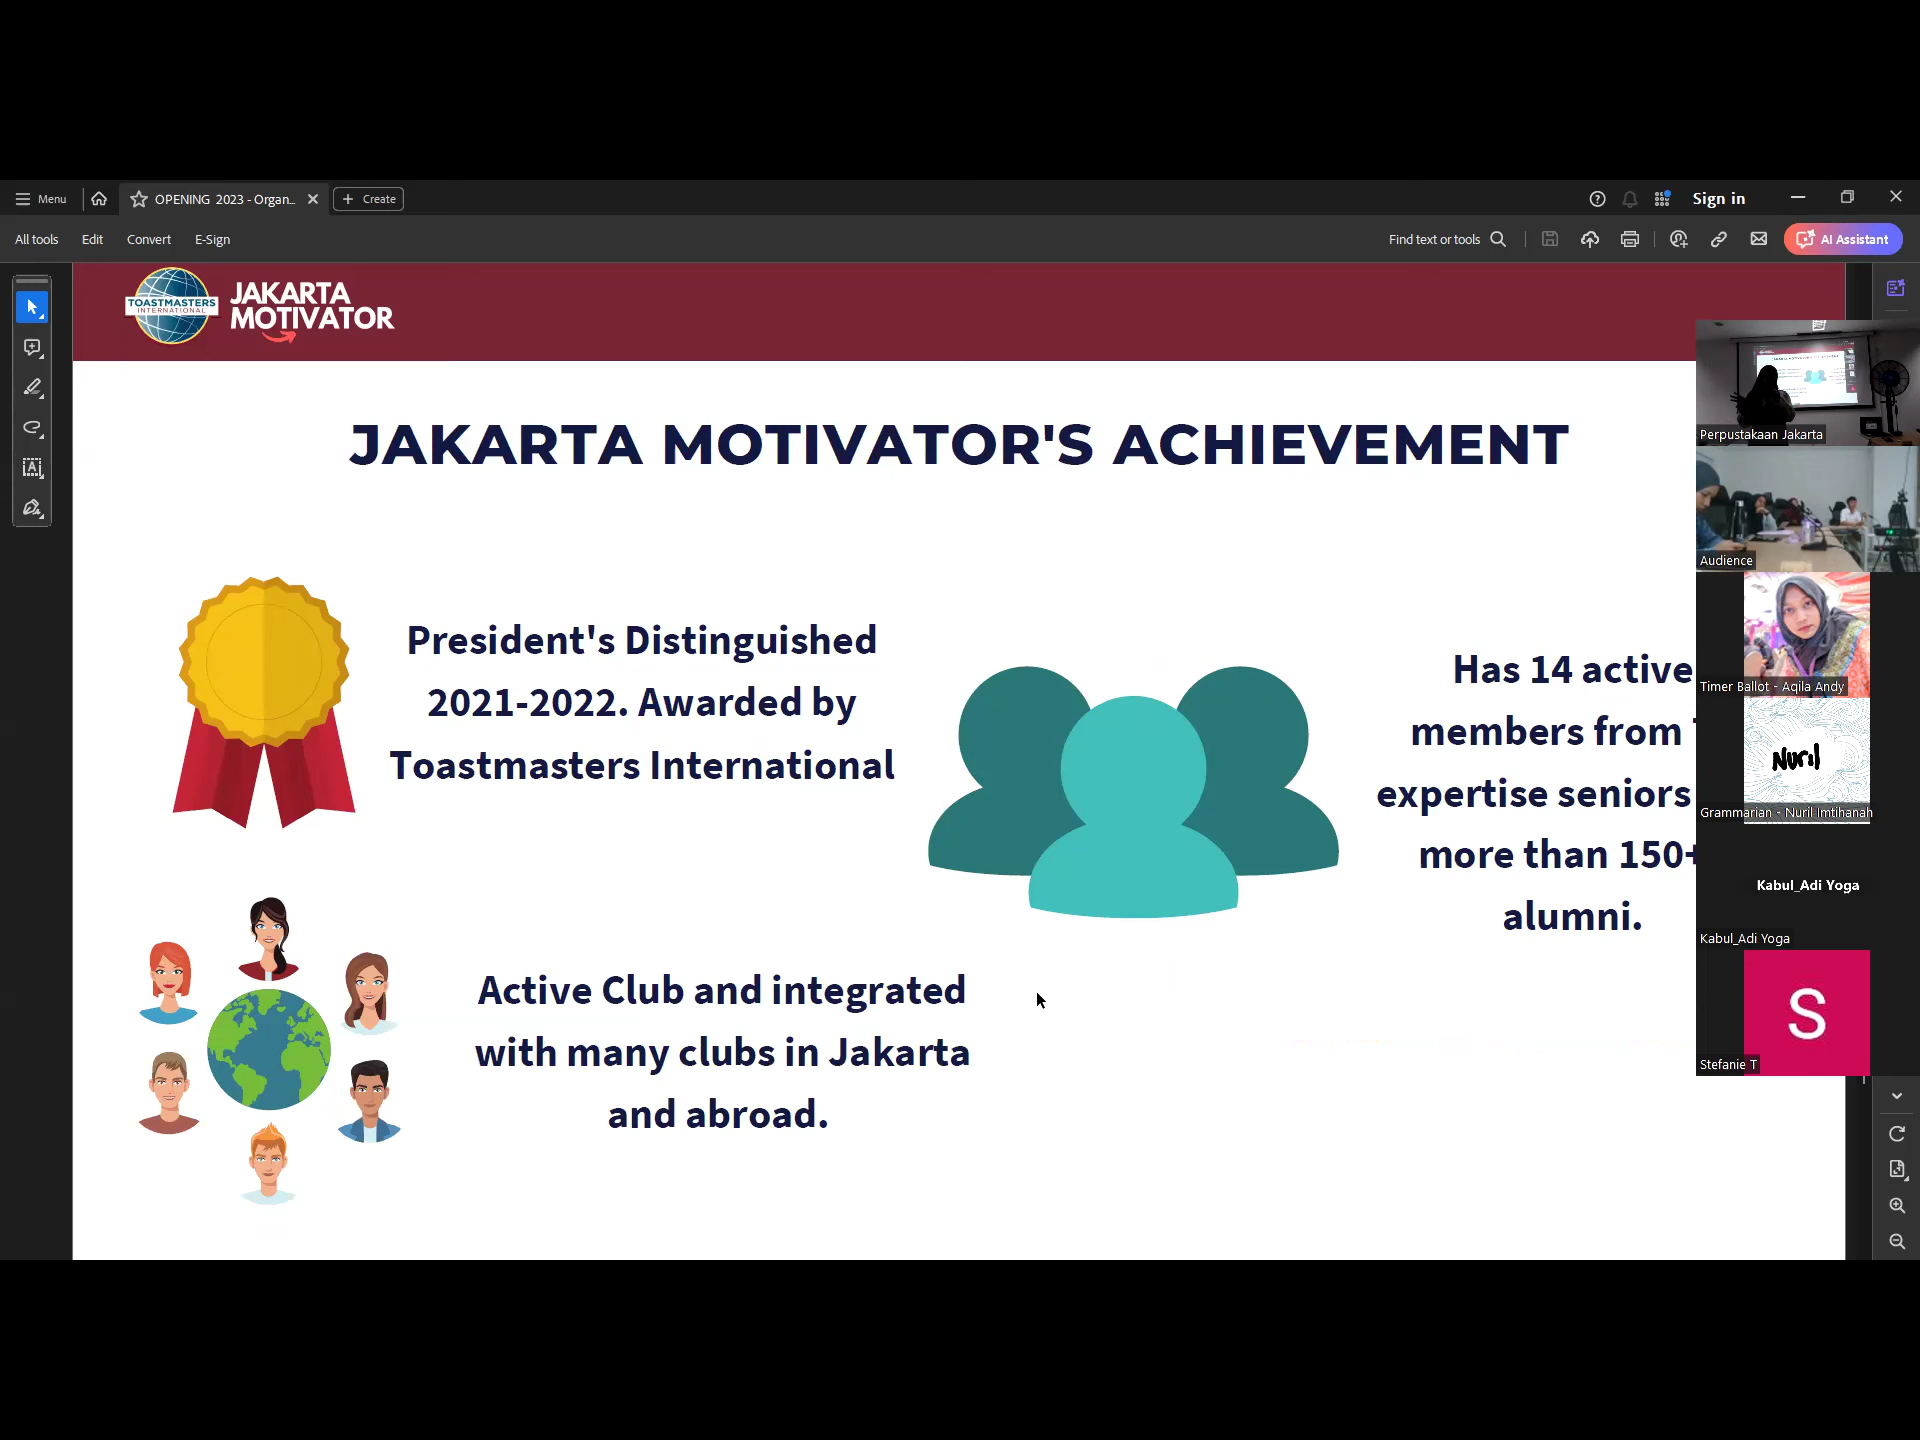 Menu
OPENING 2023 - Organ...
Create
Sign in
All tools
Edit
Convert
E-Sign
Find text or tools
AI Assistant
TOASTMASTERS
INTERNATIONAL
JAKARTA
MOTIVATOR
JAKARTA MOTIVATOR'S ACHIEVEMENT
President's Distinguished
2021-2022. Awarded by
Toastmasters International
Has 14 active
members from
expertise seniors
more than 150+
alumni.
Active Club and integrated
with many clubs in Jakarta
and abroad.
Perpustakaan Jakarta
Audience
Timer Ballot - Aqila Andy
Nuril
Grammarian - Nuril Imtihanah
Kabul_Adi Yoga
Kabul_Adi Yoga
S
Stefanie T